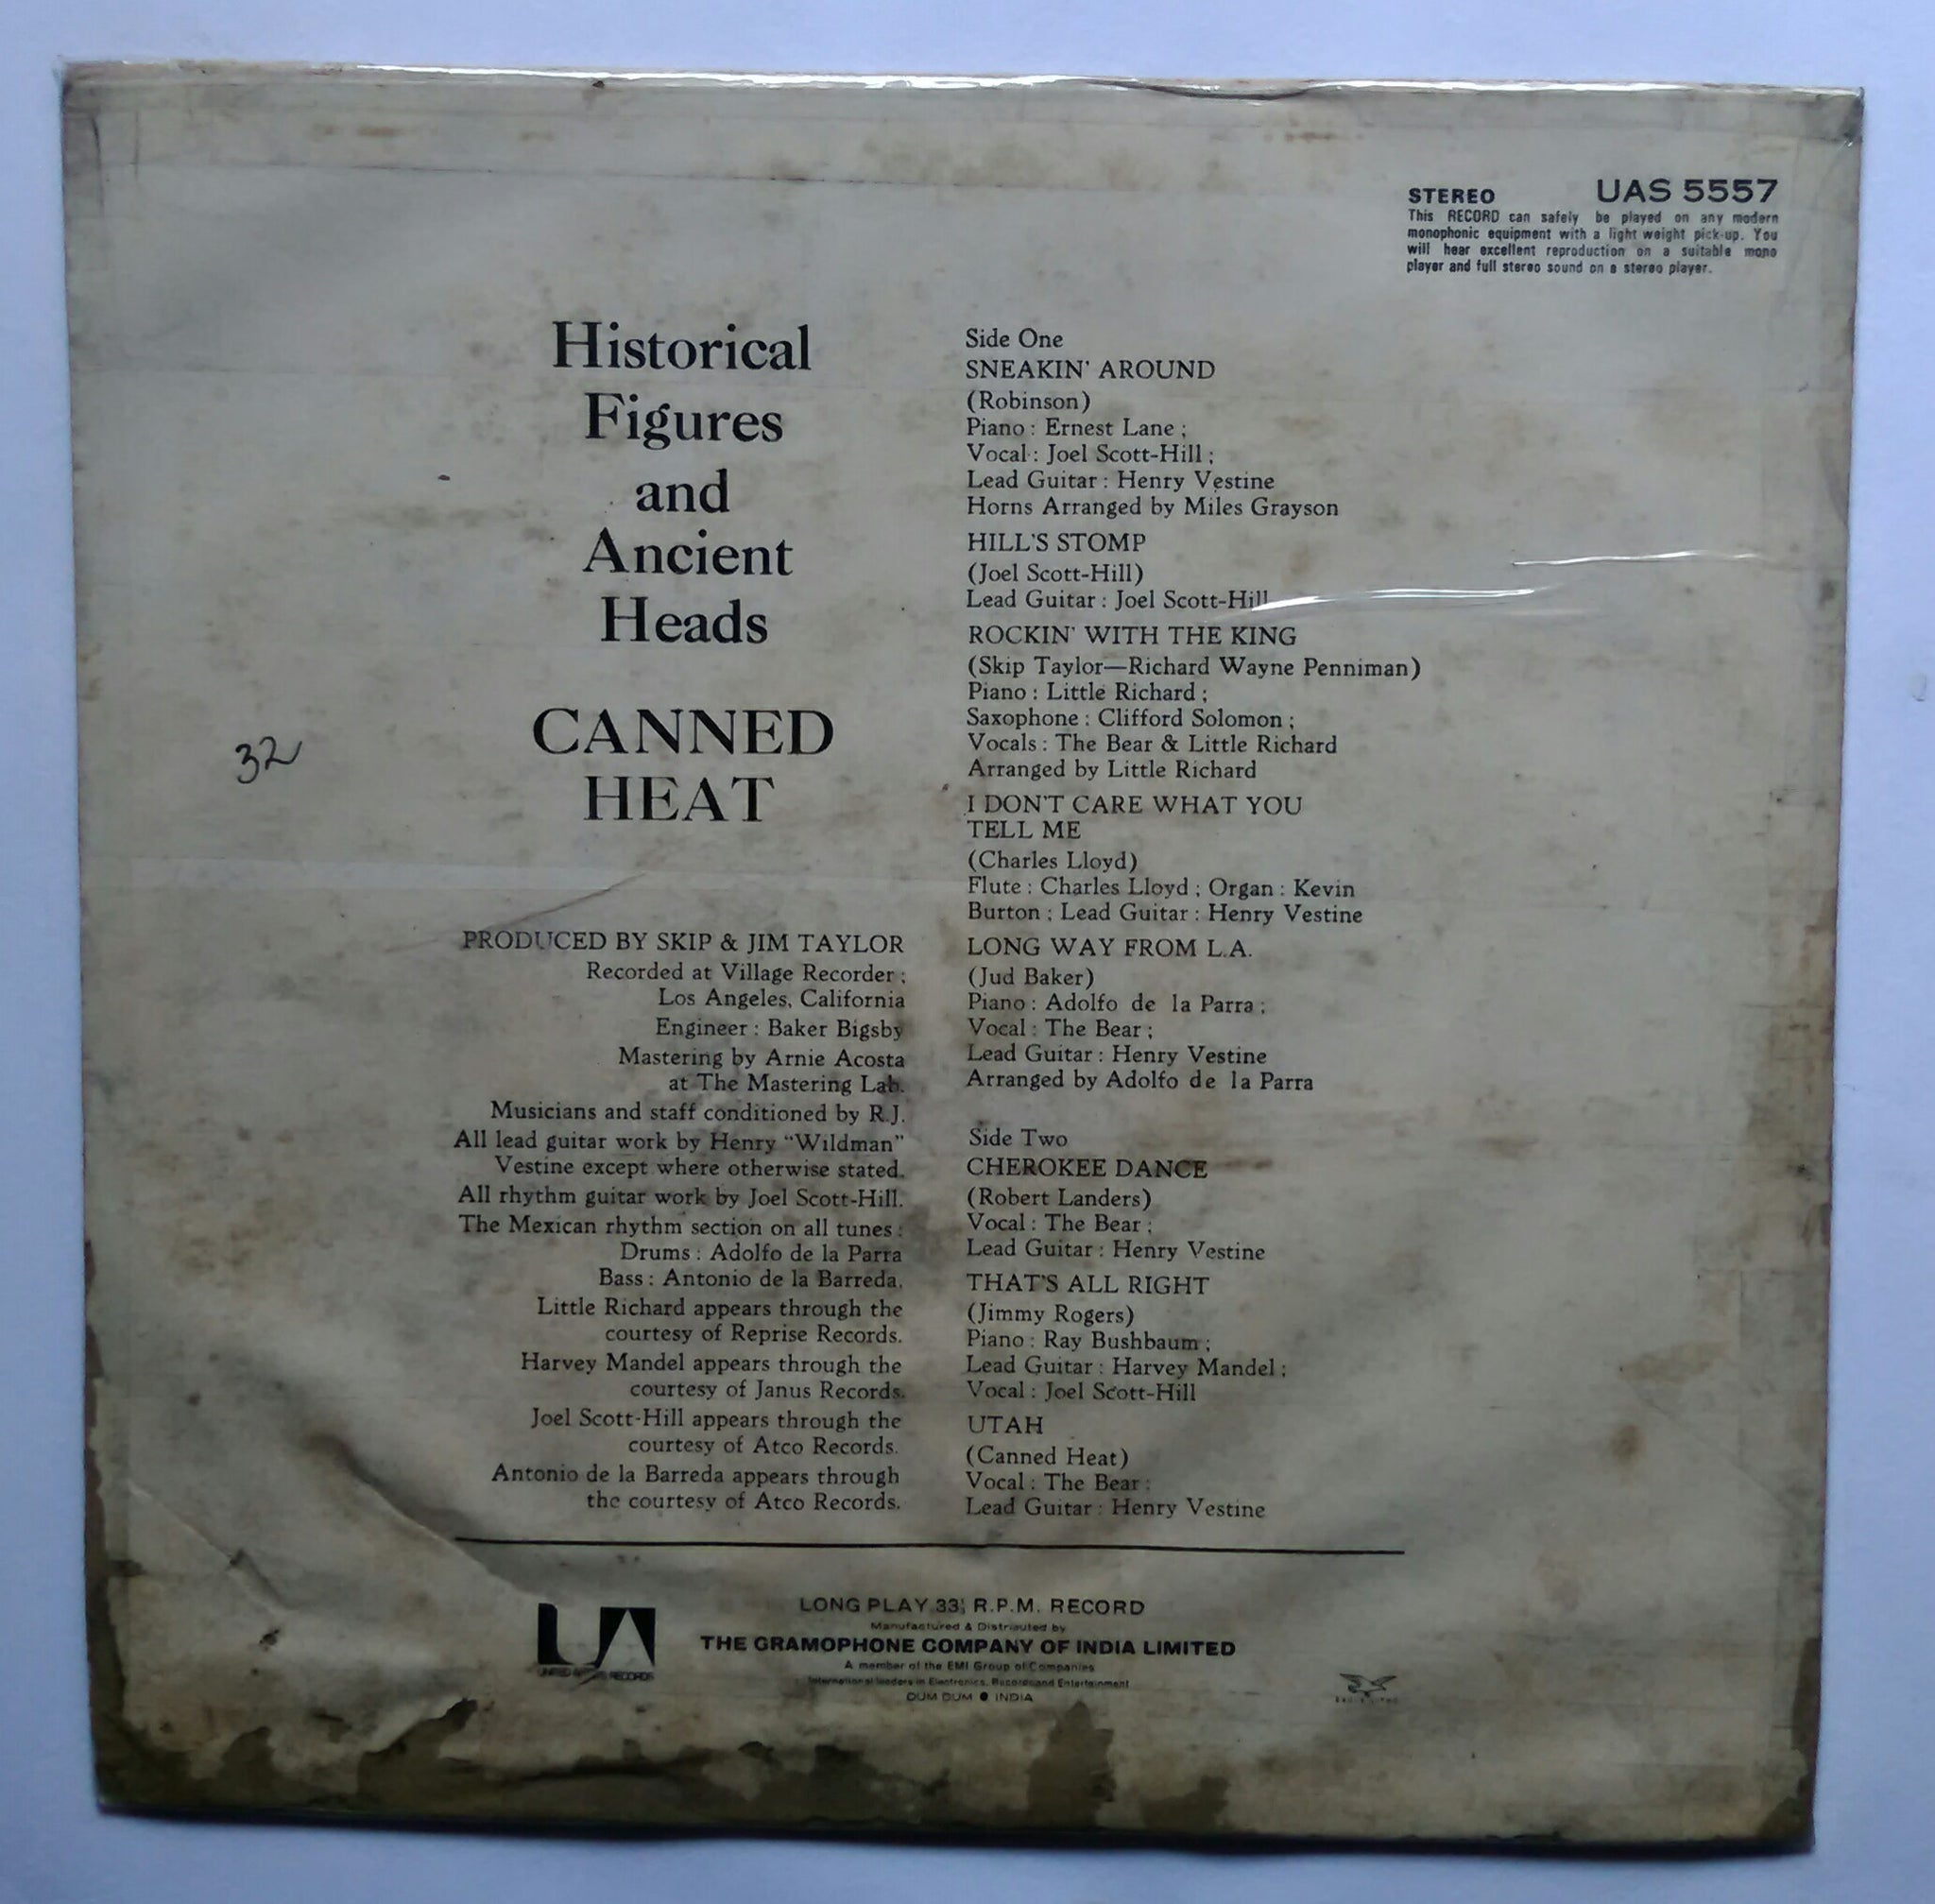 STEREO UAS 5557
This RECORD can safely be played on any modern
monophonic equipment with a light weight pick-up. You
will hear excellent reproduction on a suitable mono
player and full stereo sound on a stereo player.
Historical
Figures
and
Ancient
Heads
CANNED
HEAT
32
PRODUCED BY SKIP & JIM TAYLOR
Recorded at Village Recorder ;
Los Angeles, California
Engineer : Baker Bigsby
Mastering by Arnie Acosta
at The Mastering Lab.
Musicians and staff conditioned by R.J.
All lead guitar work by Henry “Wildman”
Vestine except where otherwise stated.
All rhythm guitar work by Joel Scott-Hill.
The Mexican rhythm section on all tunes :
Drums : Adolfo de la Parra
Bass : Antonio de la Barreda.
Little Richard appears through the
courtesy of Reprise Records.
Harvey Mandel appears through the
courtesy of Janus Records.
Joel Scott-Hill appears through the
courtesy of Atco Records.
Antonio de la Barreda appears through
the courtesy of Atco Records.
Side One
SNEAKIN' AROUND
(Robinson)
Piano : Ernest Lane ;
Vocal : Joel Scott-Hill ;
Lead Guitar : Henry Vestine
Horns Arranged by Miles Grayson
HILL'S STOMP
(Joel Scott-Hill)
Lead Guitar : Joel Scott-Hill
ROCKIN' WITH THE KING
(Skip Taylor—Richard Wayne Penniman)
Piano : Little Richard ;
Saxophone : Clifford Solomon ;
Vocals : The Bear & Little Richard
Arranged by Little Richard
I DON'T CARE WHAT YOU
TELL ME
(Charles Lloyd)
Flute : Charles Lloyd ; Organ : Kevin
Burton ; Lead Guitar : Henry Vestine
LONG WAY FROM L.A.
(Jud Baker)
Piano : Adolfo de la Parra ;
Vocal : The Bear ;
Lead Guitar : Henry Vestine
Arranged by Adolfo de la Parra
Side Two
CHEROKEE DANCE
(Robert Landers)
Vocal : The Bear ;
Lead Guitar : Henry Vestine
THAT'S ALL RIGHT
(Jimmy Rogers)
Piano : Ray Bushbaum ;
Lead Guitar : Harvey Mandel ;
Vocal : Joel Scott-Hill
UTAH
(Canned Heat)
Vocal : The Bear ;
Lead Guitar : Henry Vestine
UA
UNITED ARTISTS RECORDS
LONG PLAY 33⅓ R.P.M. RECORD
Manufactured & Distributed by
THE GRAMOPHONE COMPANY OF INDIA LIMITED
A member of the EMI Group of Companies
International leaders in Electronics, Records and Entertainment
DUM DUM ● INDIA